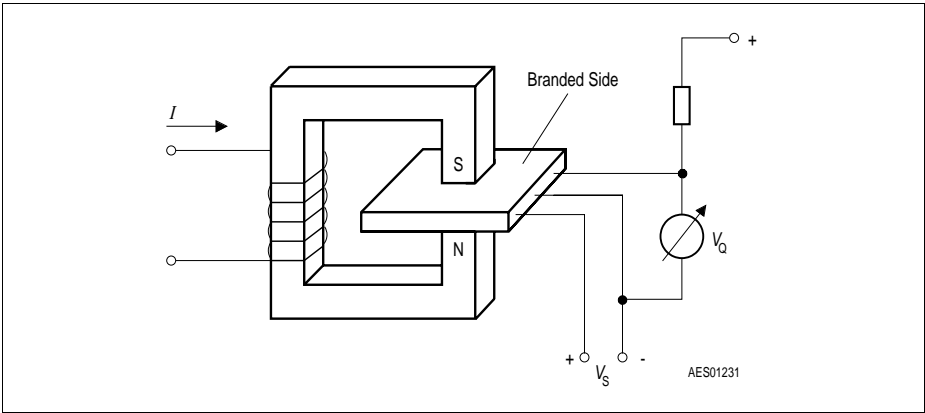 +
Branded Side
I
S
V_Q
N
+ V_S -
AES01231